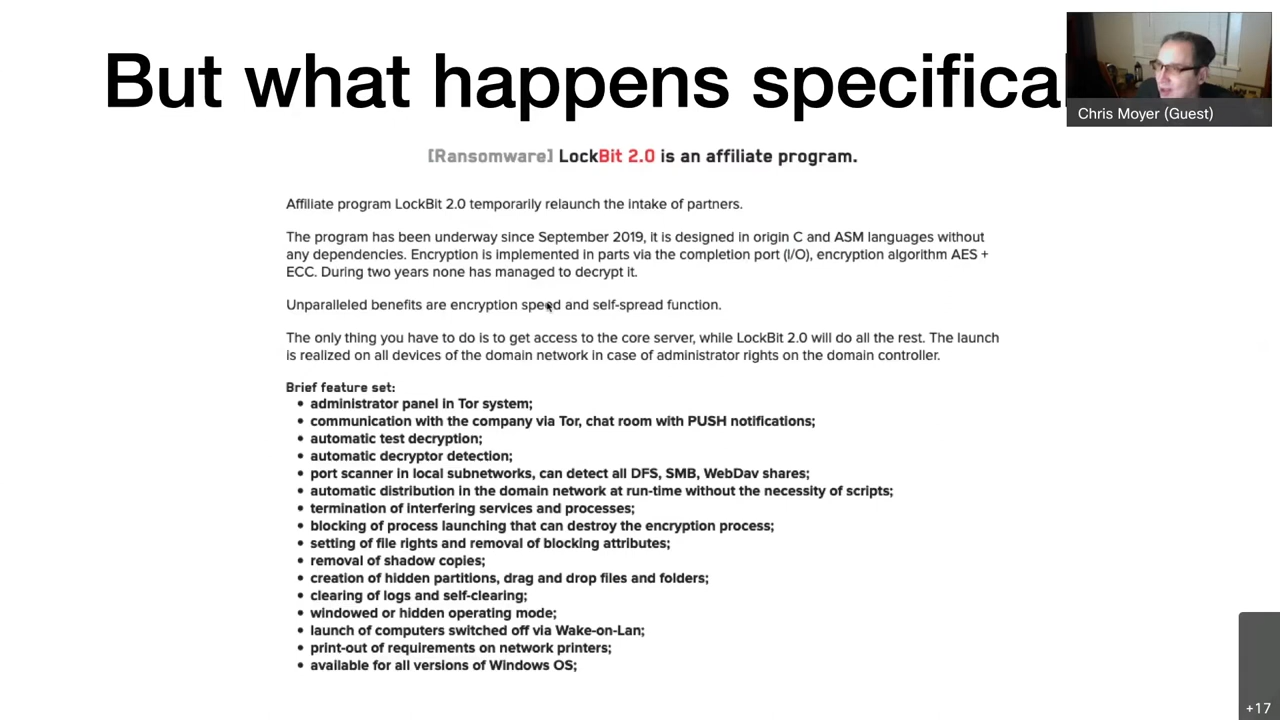 But what happens specifica
Chris Moyer (Guest)
[Ransomware] LockBit 2.0 is an affiliate program.
Affiliate program LockBit 2.0 temporarily relaunch the intake of partners.
The program has been underway since September 2019, it is designed in origin C and ASM languages without
any dependencies. Encryption is implemented in parts via the completion port (I/O), encryption algorithm AES +
ECC. During two years none has managed to decrypt it.
Unparalleled benefits are encryption speed and self-spread function.
The only thing you have to do is to get access to the core server, while LockBit 2.0 will do all the rest. The launch
is realized on all devices of the domain network in case of administrator rights on the domain controller.
Brief feature set:
• administrator panel in Tor system;
• communication with the company via Tor, chat room with PUSH notifications;
• automatic test decryption;
• automatic decryptor detection;
• port scanner in local subnetworks, can detect all DFS, SMB, WebDav shares;
• automatic distribution in the domain network at run-time without the necessity of scripts;
• termination of interfering services and processes;
• blocking of process launching that can destroy the encryption process;
• setting of file rights and removal of blocking attributes;
• removal of shadow copies;
• creation of hidden partitions, drag and drop files and folders;
• clearing of logs and self-clearing;
• windowed or hidden operating mode;
• launch of computers switched off via Wake-on-Lan;
• print-out of requirements on network printers;
• available for all versions of Windows OS;
+17